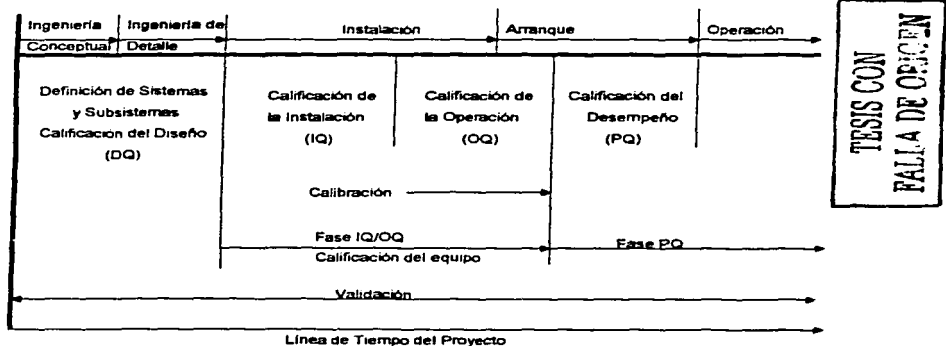 Ingeniería
Conceptual
Ingeniería de
Detalle
Instalación
Arranque
Operación
Definición de Sistemas
y Subsistemas
Calificación del Diseño
(DQ)
Calificación de
la Instalación
(IQ)
Calificación de
la Operación
(OQ)
Calificación del
Desempeño
(PQ)
Calibración
Fase IQ/OQ
Calificación del equipo
Fase PQ
Validación
Línea de Tiempo del Proyecto
TESIS CON
FALLA DE ORIGEN